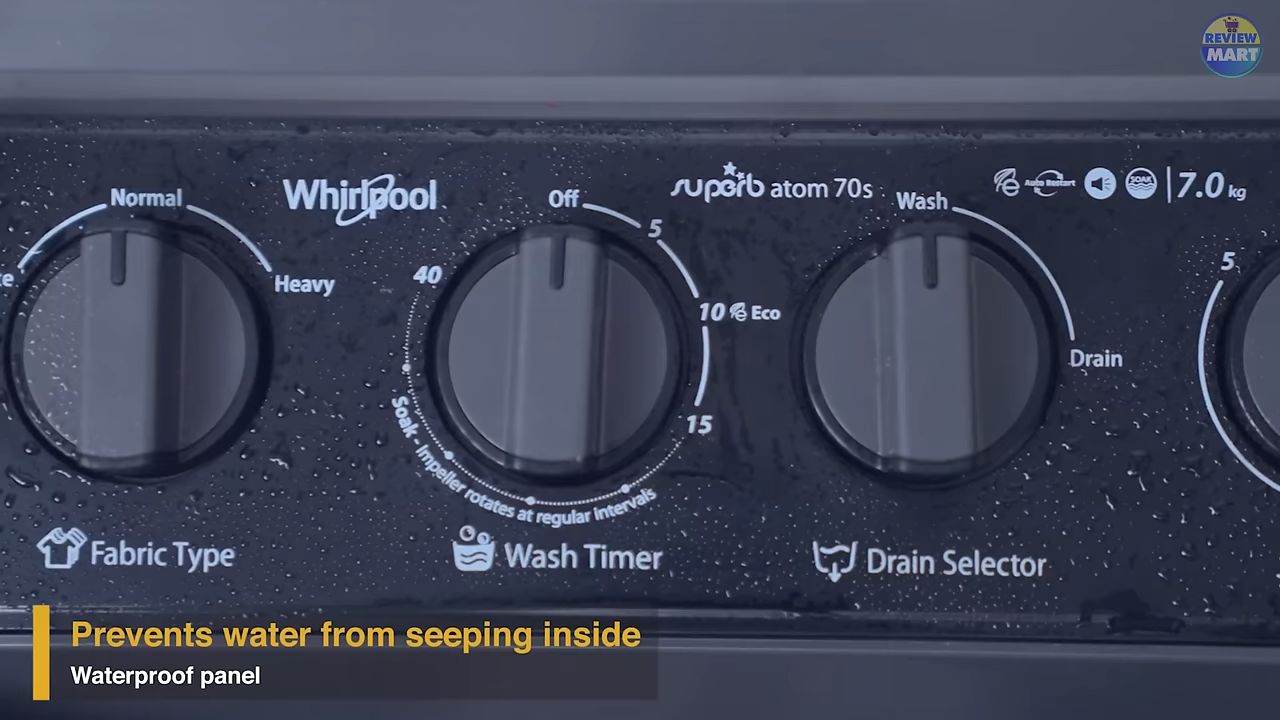 REVIEW
MART
Normal
Heavy
Whirlpool
Off
5
10 Eco
15
40
Soak - Impeller rotates at regular intervals
superb atom 70s
Wash
Drain
Auto Restart
SOAK
7.0 kg
5
Fabric Type
Wash Timer
Drain Selector
Prevents water from seeping inside
Waterproof panel